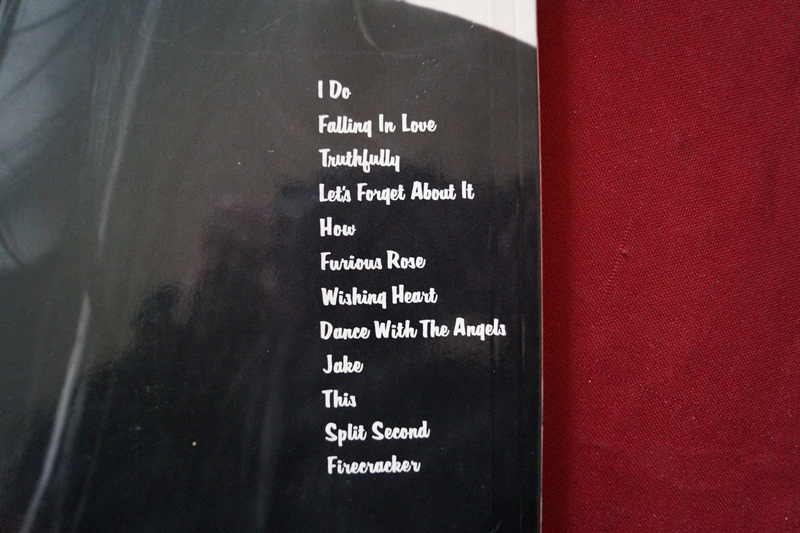 I Do
Falling In Love
Truthfully
Let's Forget About It
How
Furious Rose
Wishing Heart
Dance With The Angels
Jake
This
Split Second
Firecracker